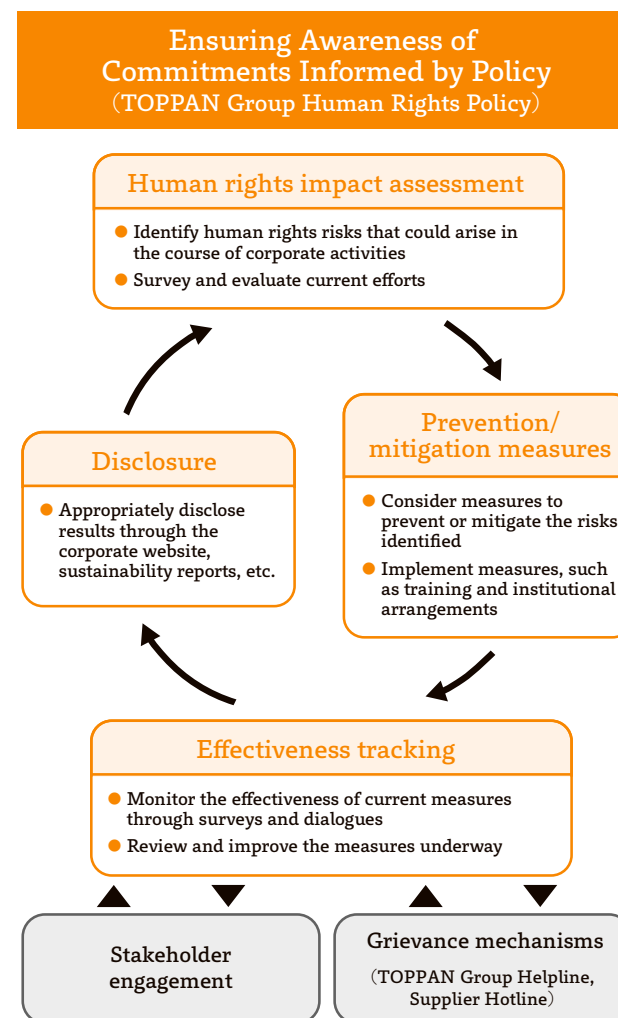 Ensuring Awareness of
Commitments Informed by Policy
（TOPPAN Group Human Rights Policy）
Human rights impact assessment
● Identify human rights risks that could arise in
the course of corporate activities
● Survey and evaluate current efforts
Prevention/
mitigation measures
● Consider measures to
prevent or mitigate the risks
identified
● Implement measures, such
as training and institutional
arrangements
Disclosure
● Appropriately disclose
results through the
corporate website,
sustainability reports, etc.
Effectiveness tracking
● Monitor the effectiveness of current measures
through surveys and dialogues
● Review and improve the measures underway
Stakeholder
engagement
Grievance mechanisms
（TOPPAN Group Helpline,
Supplier Hotline）